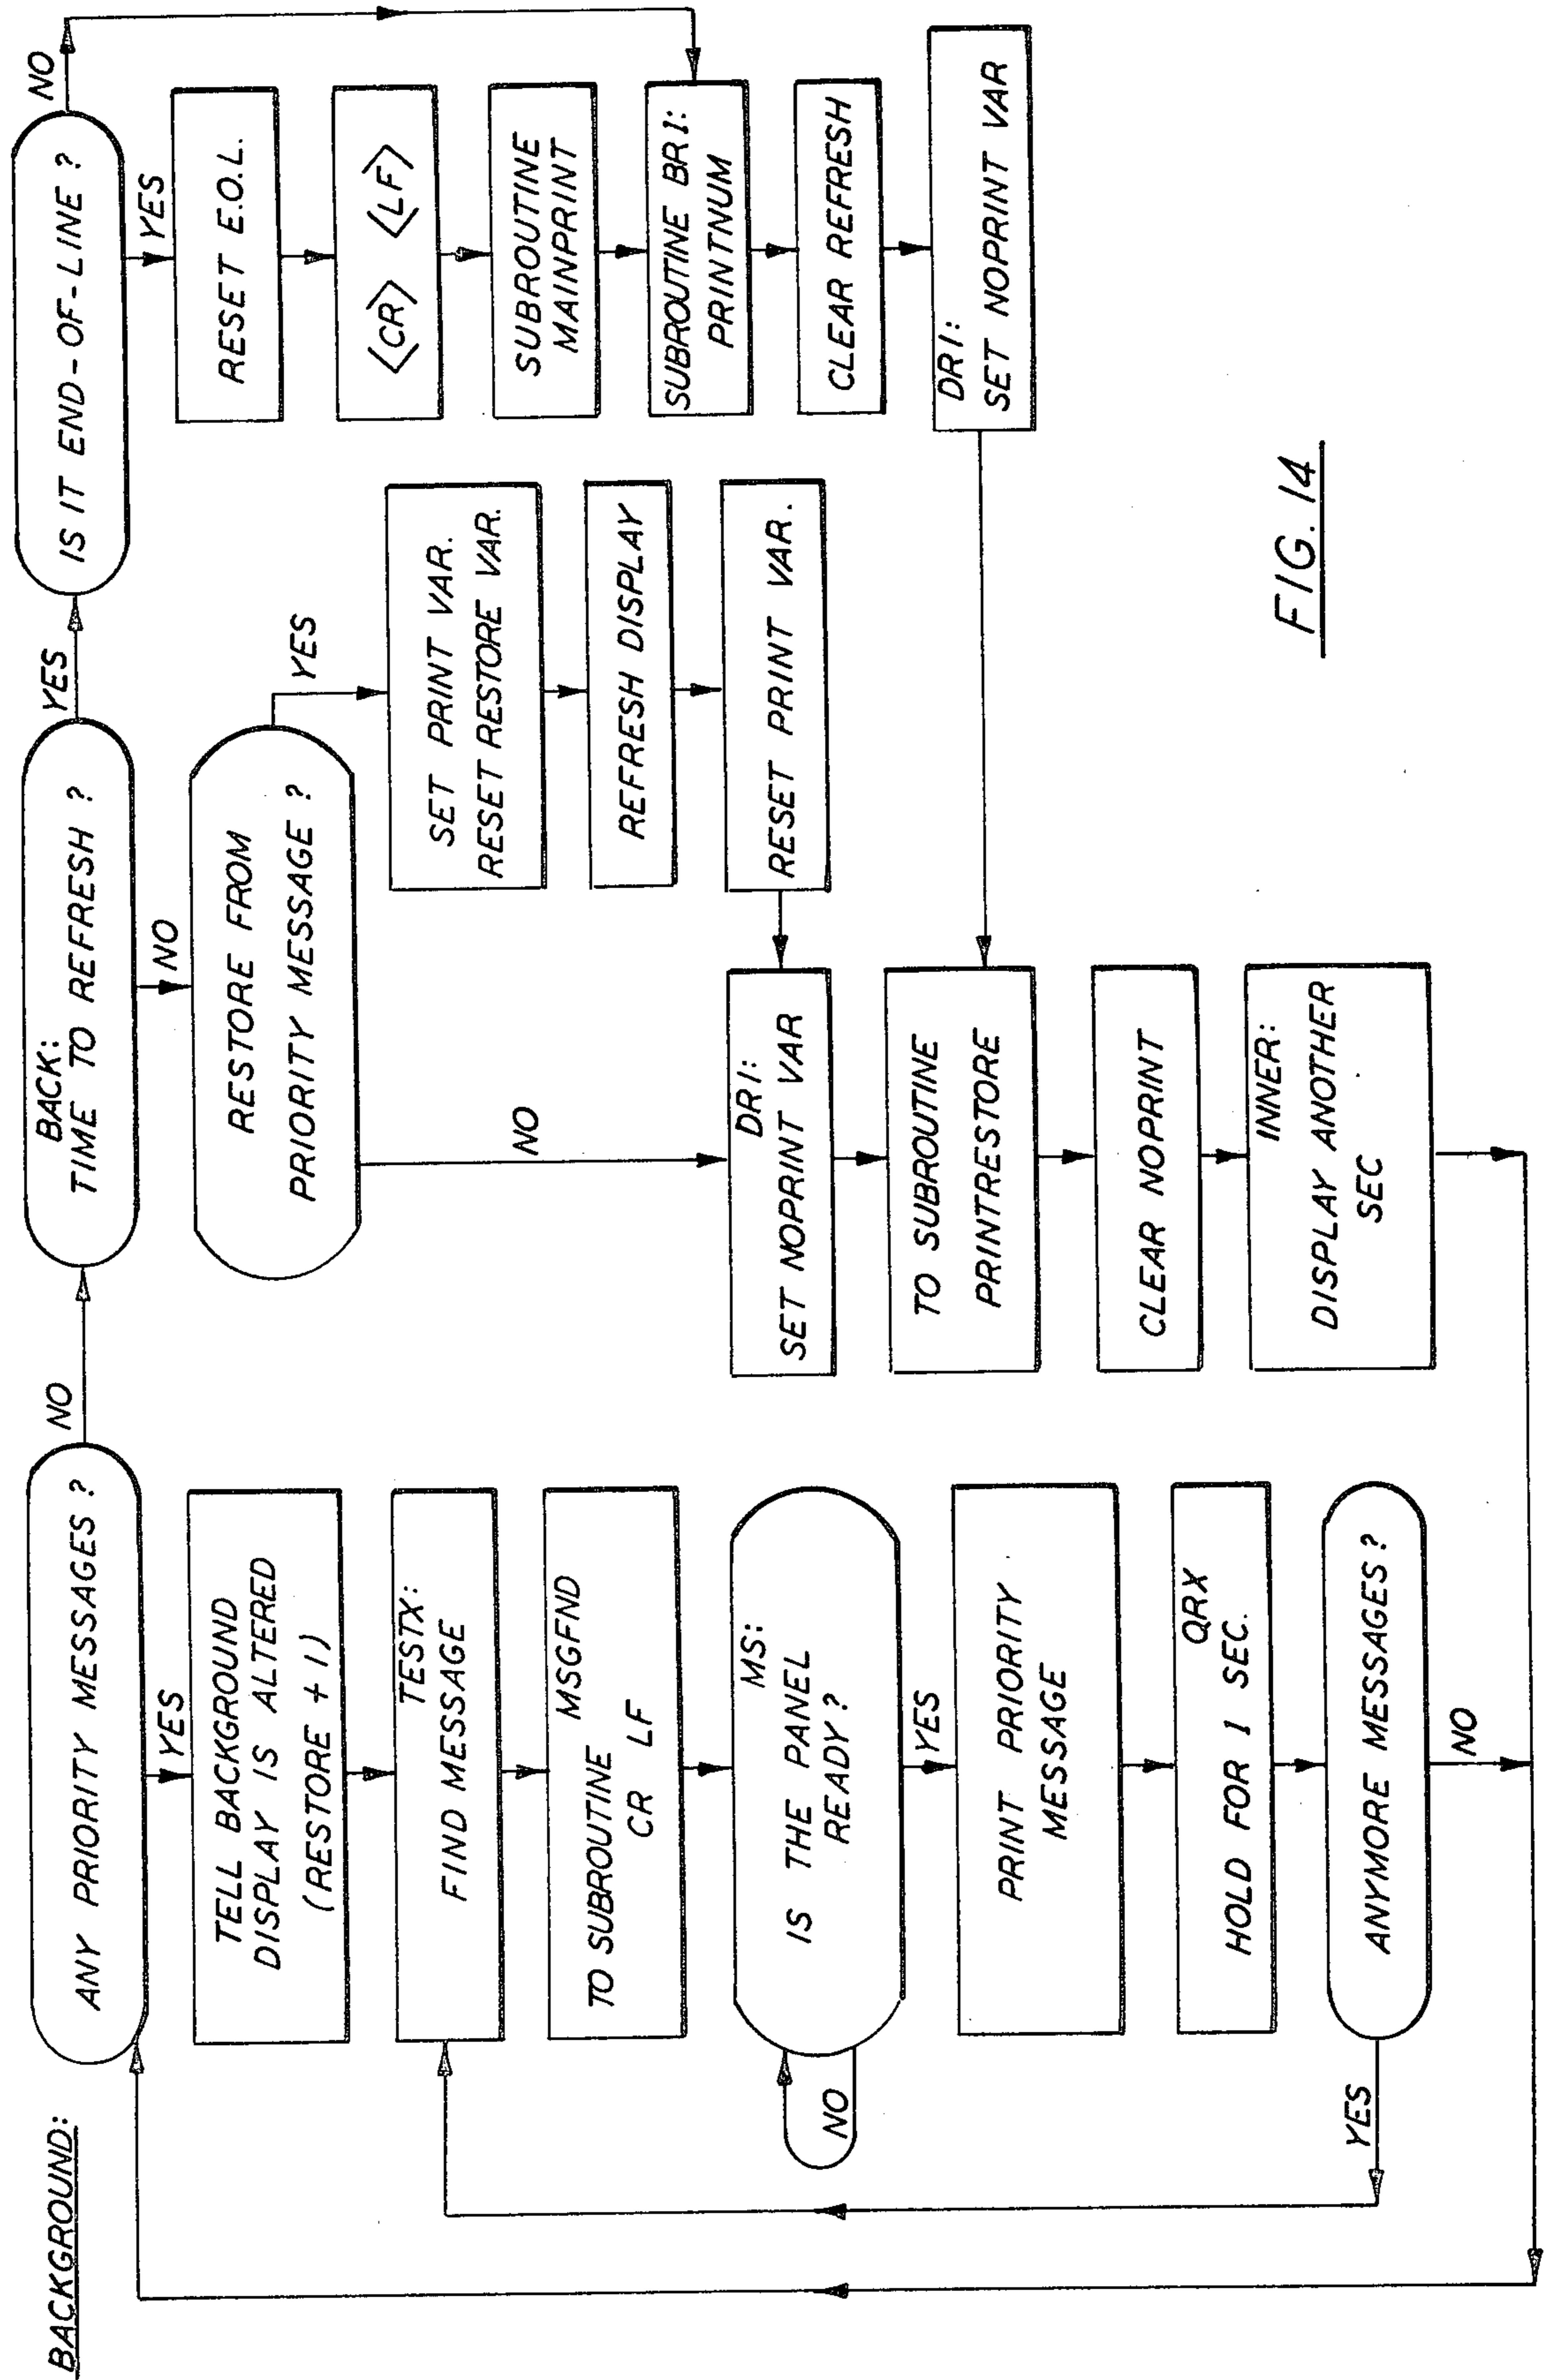 BACKGROUND:
ANY PRIORITY MESSAGES?
NO
YES
TELL BACKGROUND
DISPLAY IS ALTERED
(RESTORE + 1)
TESTX:
FIND MESSAGE
MSGFND
TO SUBROUTINE
CR LF
MS:
IS THE PANEL
READY?
NO
YES
PRINT PRIORITY
MESSAGE
QRX
HOLD FOR 1 SEC.
ANYMORE MESSAGES?
YES
NO
BACK:
TIME TO REFRESH?
YES
NO
RESTORE FROM
PRIORITY MESSAGE?
YES
NO
SET PRINT VAR.
RESET RESTORE VAR.
REFRESH DISPLAY
RESET PRINT VAR.
DR1:
SET NOPRINT VAR
TO SUBROUTINE
PRINTRESTORE
CLEAR NOPRINT
INNER:
DISPLAY ANOTHER
SEC
IS IT END-OF-LINE?
NO
YES
RESET E.O.L.
<CR> <LF>
SUBROUTINE
MAINPRINT
SUBROUTINE BR1:
PRINTNUM
CLEAR REFRESH
DR1:
SET NOPRINT VAR
FIG. 14